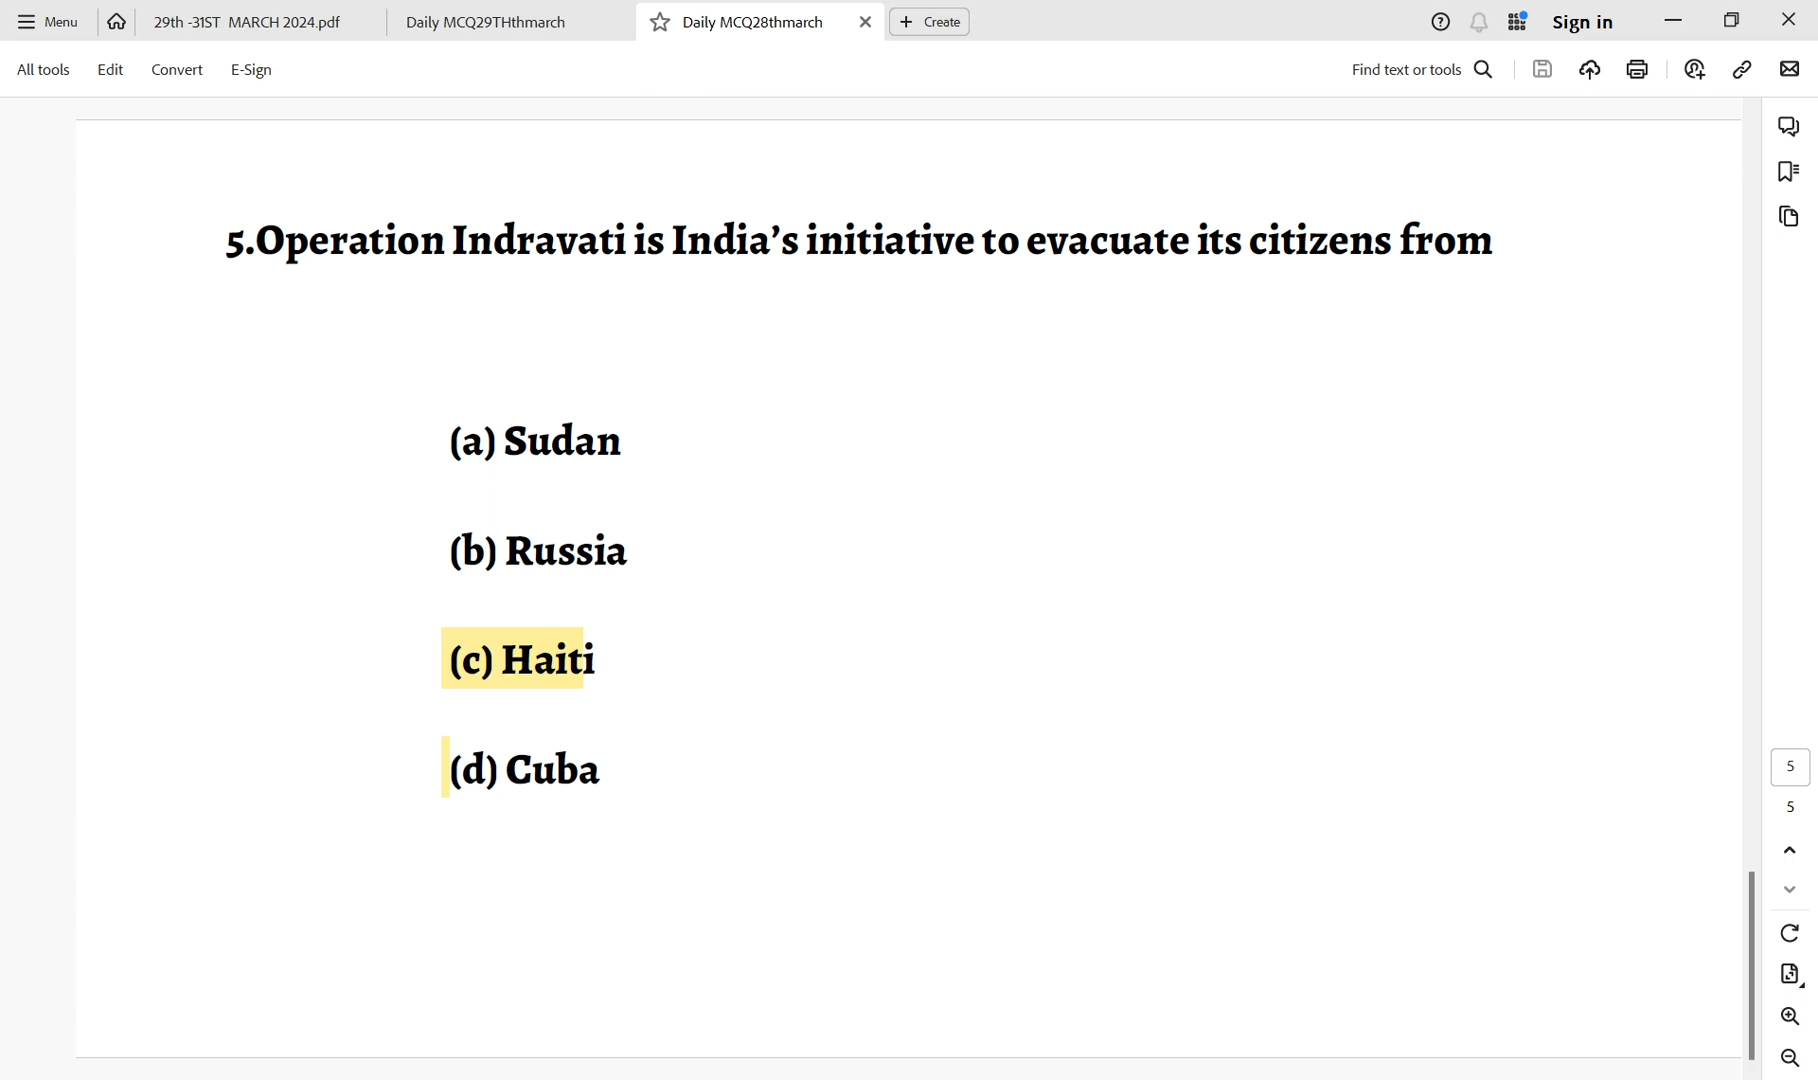 Menu
29th -31ST MARCH 2024.pdf
Daily MCQ29THthmarch
Daily MCQ28thmarch
Create
Sign in
All tools
Edit
Convert
E-Sign
Find text or tools
5.Operation Indravati is India’s initiative to evacuate its citizens from
(a) Sudan
(b) Russia
(c) Haiti
(d) Cuba
5
5